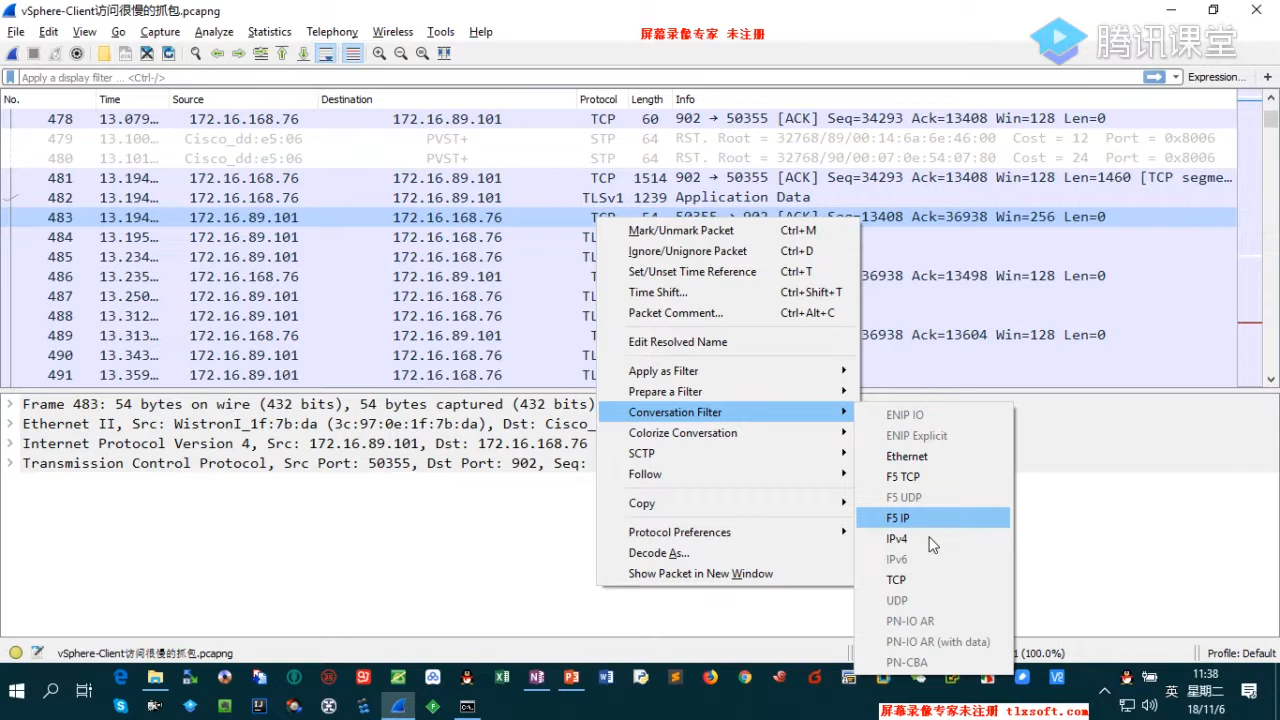 vSphere-Client访问很慢的抓包.pcapng
File Edit View Go Capture Analyze Statistics Telephony Wireless Tools Help
屏幕录像专家 未注册
腾讯课堂
Apply a display filter ... <Ctrl-/>
Expression...
No. Time Source Destination Protocol Length Info
478 13.079… 172.16.168.76 172.16.89.101 TCP 60 902 → 50355 [ACK] Seq=34293 Ack=13408 Win=128 Len=0
479 13.100… Cisco_dd:e5:06 PVST+ STP 64 RST. Root = 32768/89/00:14:6a:6e:46:00 Cost = 12 Port = 0x8006
480 13.101… Cisco_dd:e5:06 PVST+ STP 64 RST. Root = 32768/90/00:07:0e:54:07:80 Cost = 24 Port = 0x8006
481 13.194… 172.16.168.76 172.16.89.101 TCP 1514 902 → 50355 [ACK] Seq=34293 Ack=13408 Win=128 Len=1460 [TCP segme…
482 13.194… 172.16.168.76 172.16.89.101 TLSv1 1239 Application Data
483 13.194… 172.16.89.101 172.16.168.76 TCP 54 50355 → 902 [ACK] Seq=13408 Ack=36938 Win=256 Len=0
484 13.195… 172.16.89.101 172.16.168.76 TL
485 13.234… 172.16.89.101 172.16.168.76 TL
486 13.235… 172.16.168.76 172.16.89.101 36938 Ack=13498 Win=128 Len=0
487 13.250… 172.16.168.76 172.16.89.101 TL
488 13.312… 172.16.89.101 172.16.168.76 TL
489 13.313… 172.16.168.76 172.16.89.101 36938 Ack=13604 Win=128 Len=0
490 13.343… 172.16.89.101 172.16.168.76 TL
491 13.359… 172.16.89.101 172.16.168.76 TL
Mark/Unmark Packet Ctrl+M
Ignore/Unignore Packet Ctrl+D
Set/Unset Time Reference Ctrl+T
Time Shift... Ctrl+Shift+T
Packet Comment... Ctrl+Alt+C
Edit Resolved Name
Apply as Filter
Prepare a Filter
Conversation Filter
Colorize Conversation
SCTP
Follow
Copy
Protocol Preferences
Decode As...
Show Packet in New Window
ENIP IO
ENIP Explicit
Ethernet
F5 TCP
F5 UDP
F5 IP
IPv4
IPv6
TCP
UDP
PN-IO AR
PN-IO AR (with data)
PN-CBA
Frame 483: 54 bytes on wire (432 bits), 54 bytes captured (432 bits)
Ethernet II, Src: WistronI_1f:7b:da (3c:97:0e:1f:7b:da), Dst: Cisco_
Internet Protocol Version 4, Src: 172.16.89.101, Dst: 172.16.168.76
Transmission Control Protocol, Src Port: 50355, Dst Port: 902, Seq:
vSphere-Client访问很慢的抓包.pcapng
1 (100.0%)
Profile: Default
英
11:38
星期二
18/11/6
屏幕录像专家未注册 tlxsoft.com